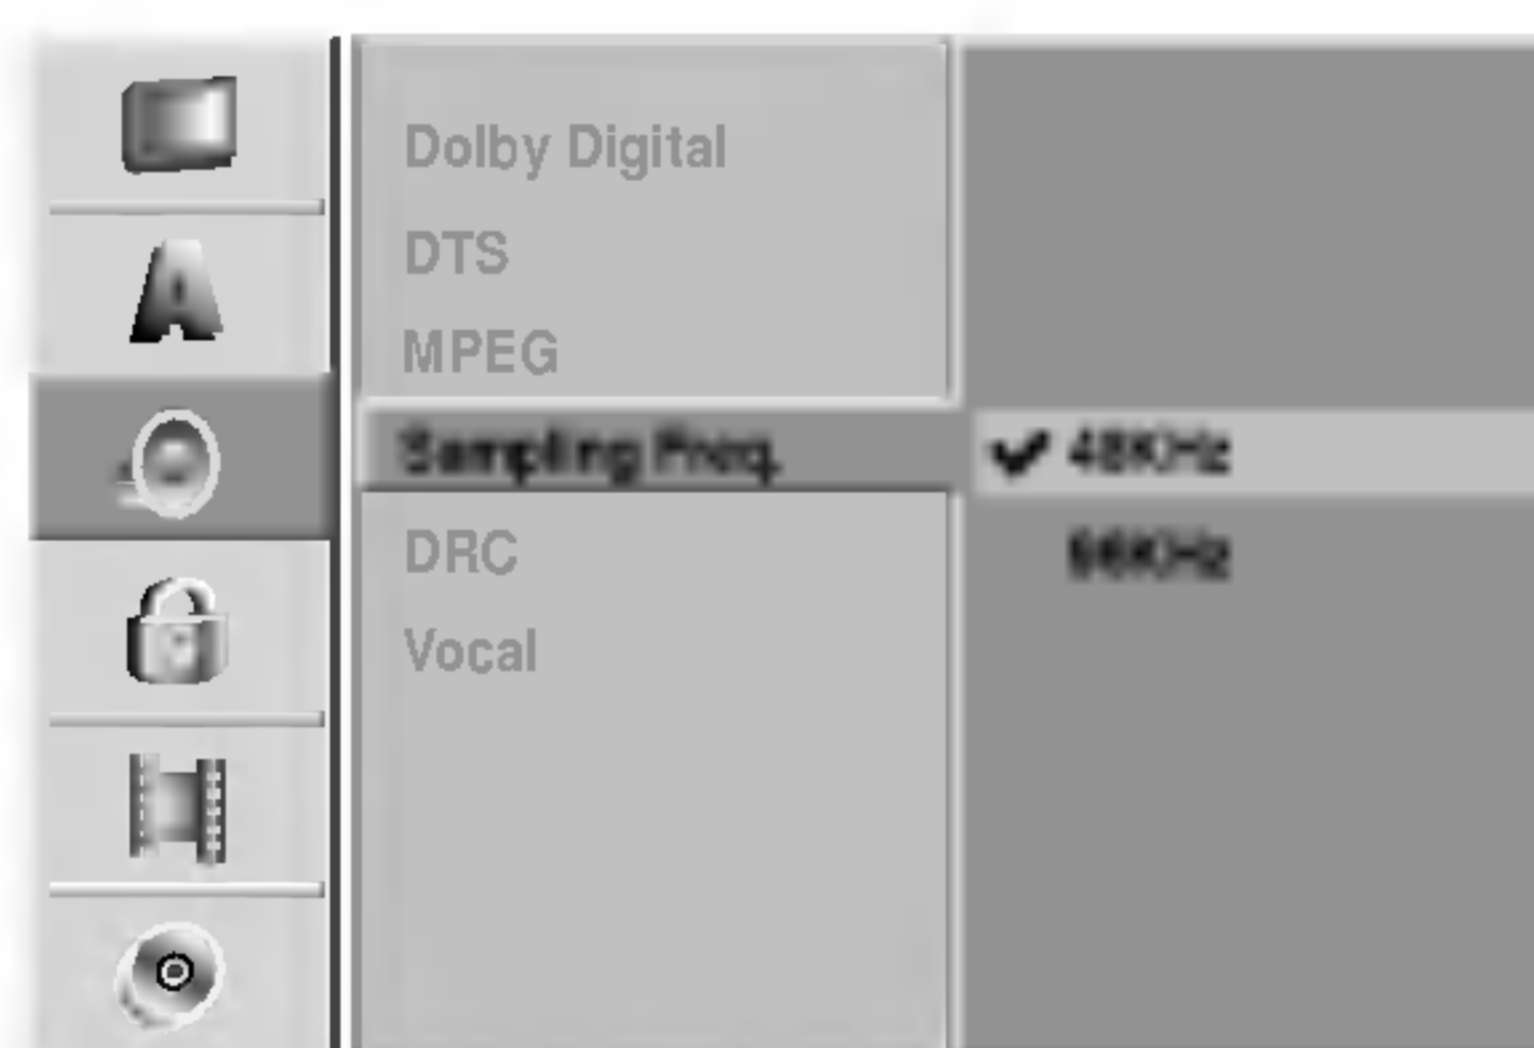 Dolby Digital
DTS
MPEG
Sampling Freq.
48KHz
96KHz
DRC
Vocal